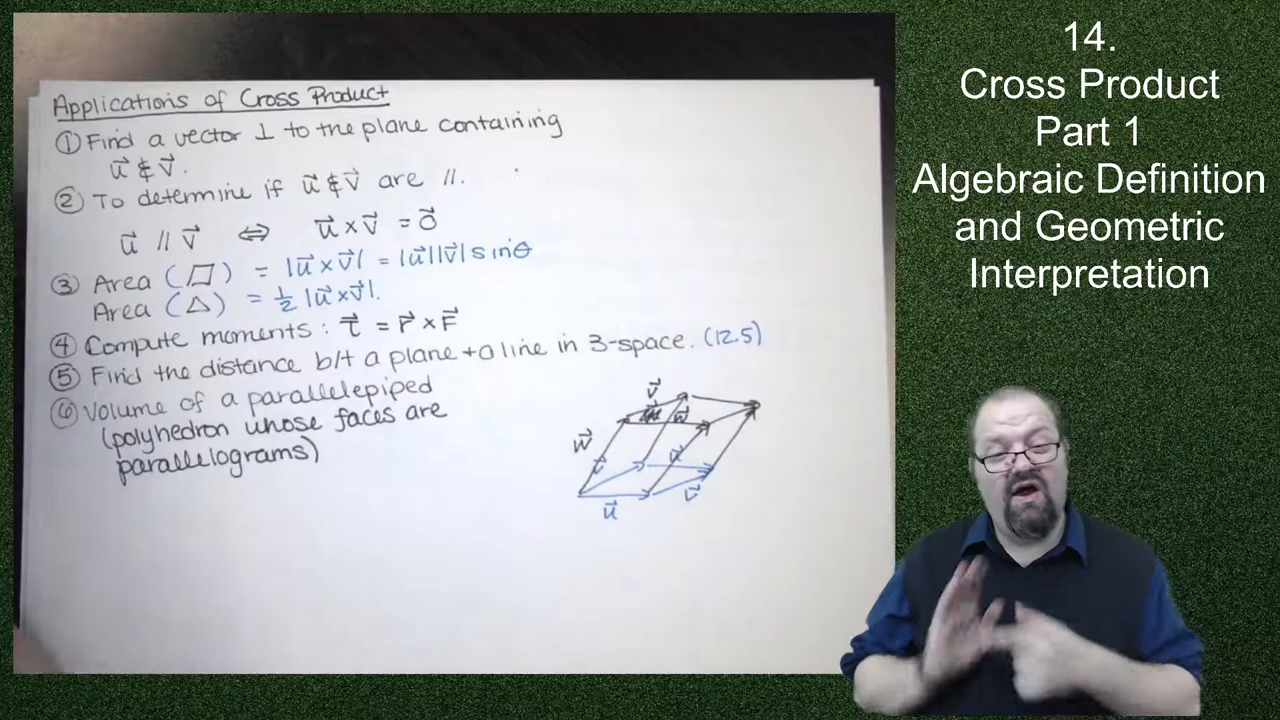 Applications of Cross Product
① Find a vector ⊥ to the plane containing
u⃗ & v⃗.
② To determine if u⃗ & v⃗ are //.
u⃗ // v⃗ ⇔ u⃗ × v⃗ = 0⃗
③ Area (▱) = |u⃗ × v⃗| = |u⃗||v⃗| sinθ
Area (△) = ½ |u⃗ × v⃗|.
④ Compute moments : τ⃗ = r⃗ × F⃗
⑤ Find the distance b/t a plane + a line in 3-space. (12.5)
⑥ Volume of a parallelepiped
(polyhedron whose faces are
parallelograms)
v⃗
w⃗
w⃗
v⃗
u⃗
v⃗
u⃗
14.
Cross Product
Part 1
Algebraic Definition
and Geometric
Interpretation